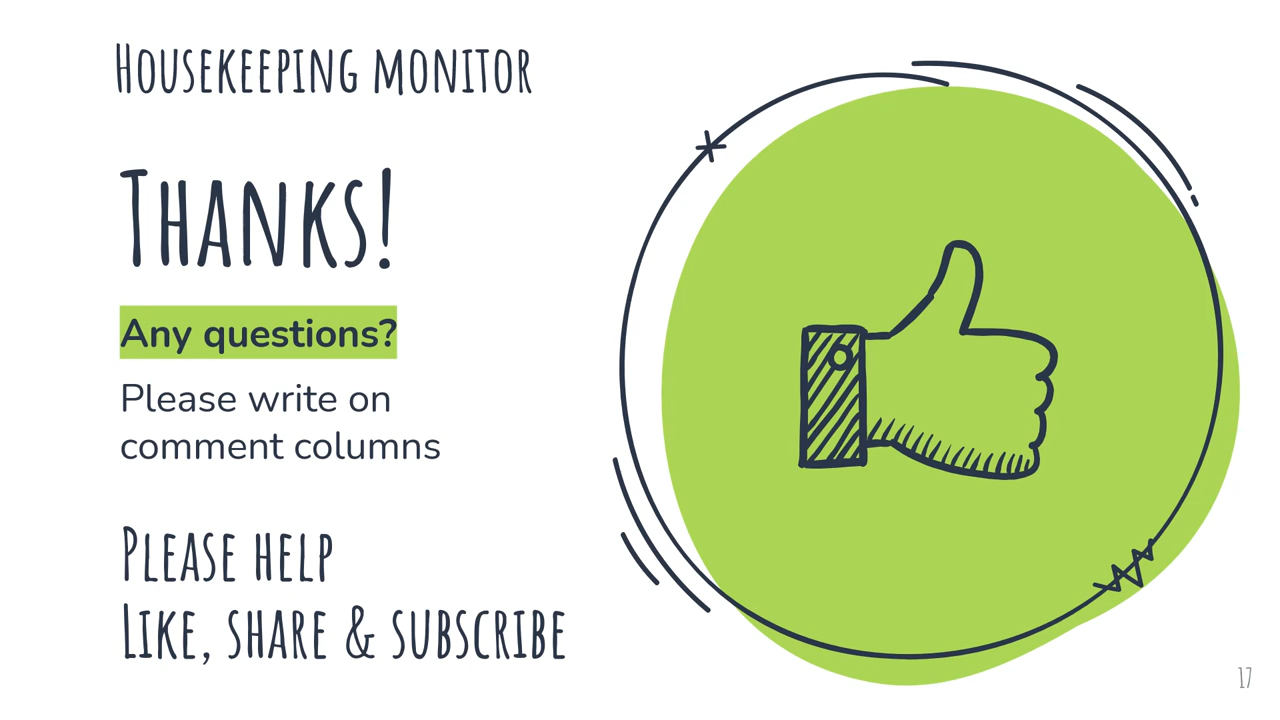 Housekeeping monitor
Thanks!
Any questions?
Please write on
comment columns
Please help
Like, share & subscribe
17